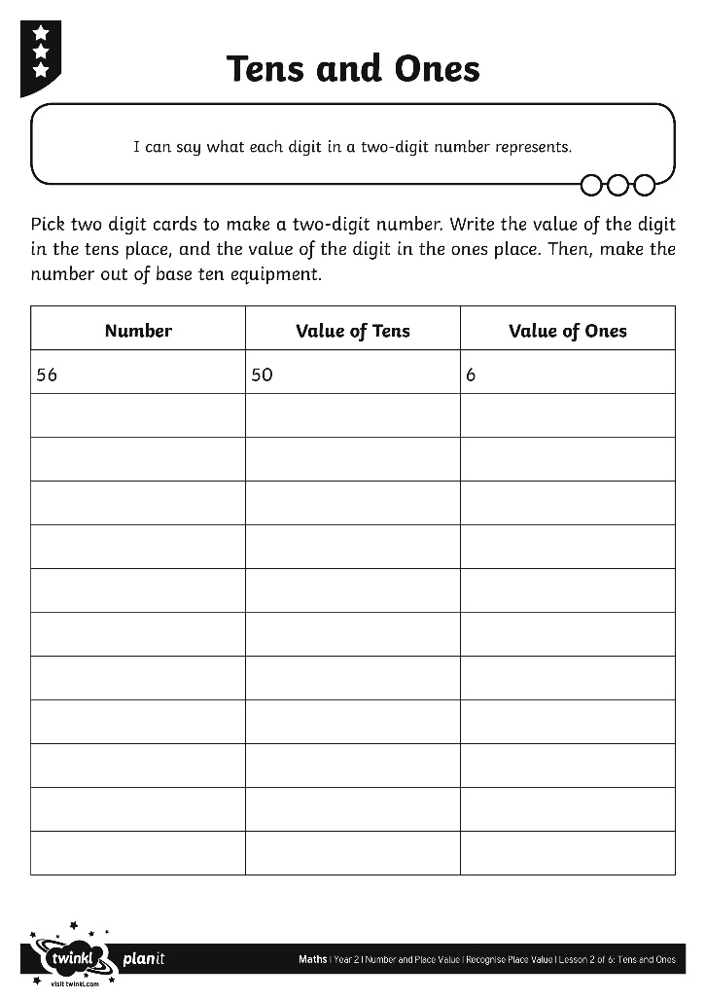 Tens and Ones
I can say what each digit in a two-digit number represents.
Pick two digit cards to make a two-digit number. Write the value of the digit
in the tens place, and the value of the digit in the ones place. Then, make the
number out of base ten equipment.
Number Value of Tens Value of Ones
56 50 6
twinkl planit
visit twinkl.com
Maths | Year 2 | Number and Place Value | Recognise Place Value | Lesson 2 of 6: Tens and Ones